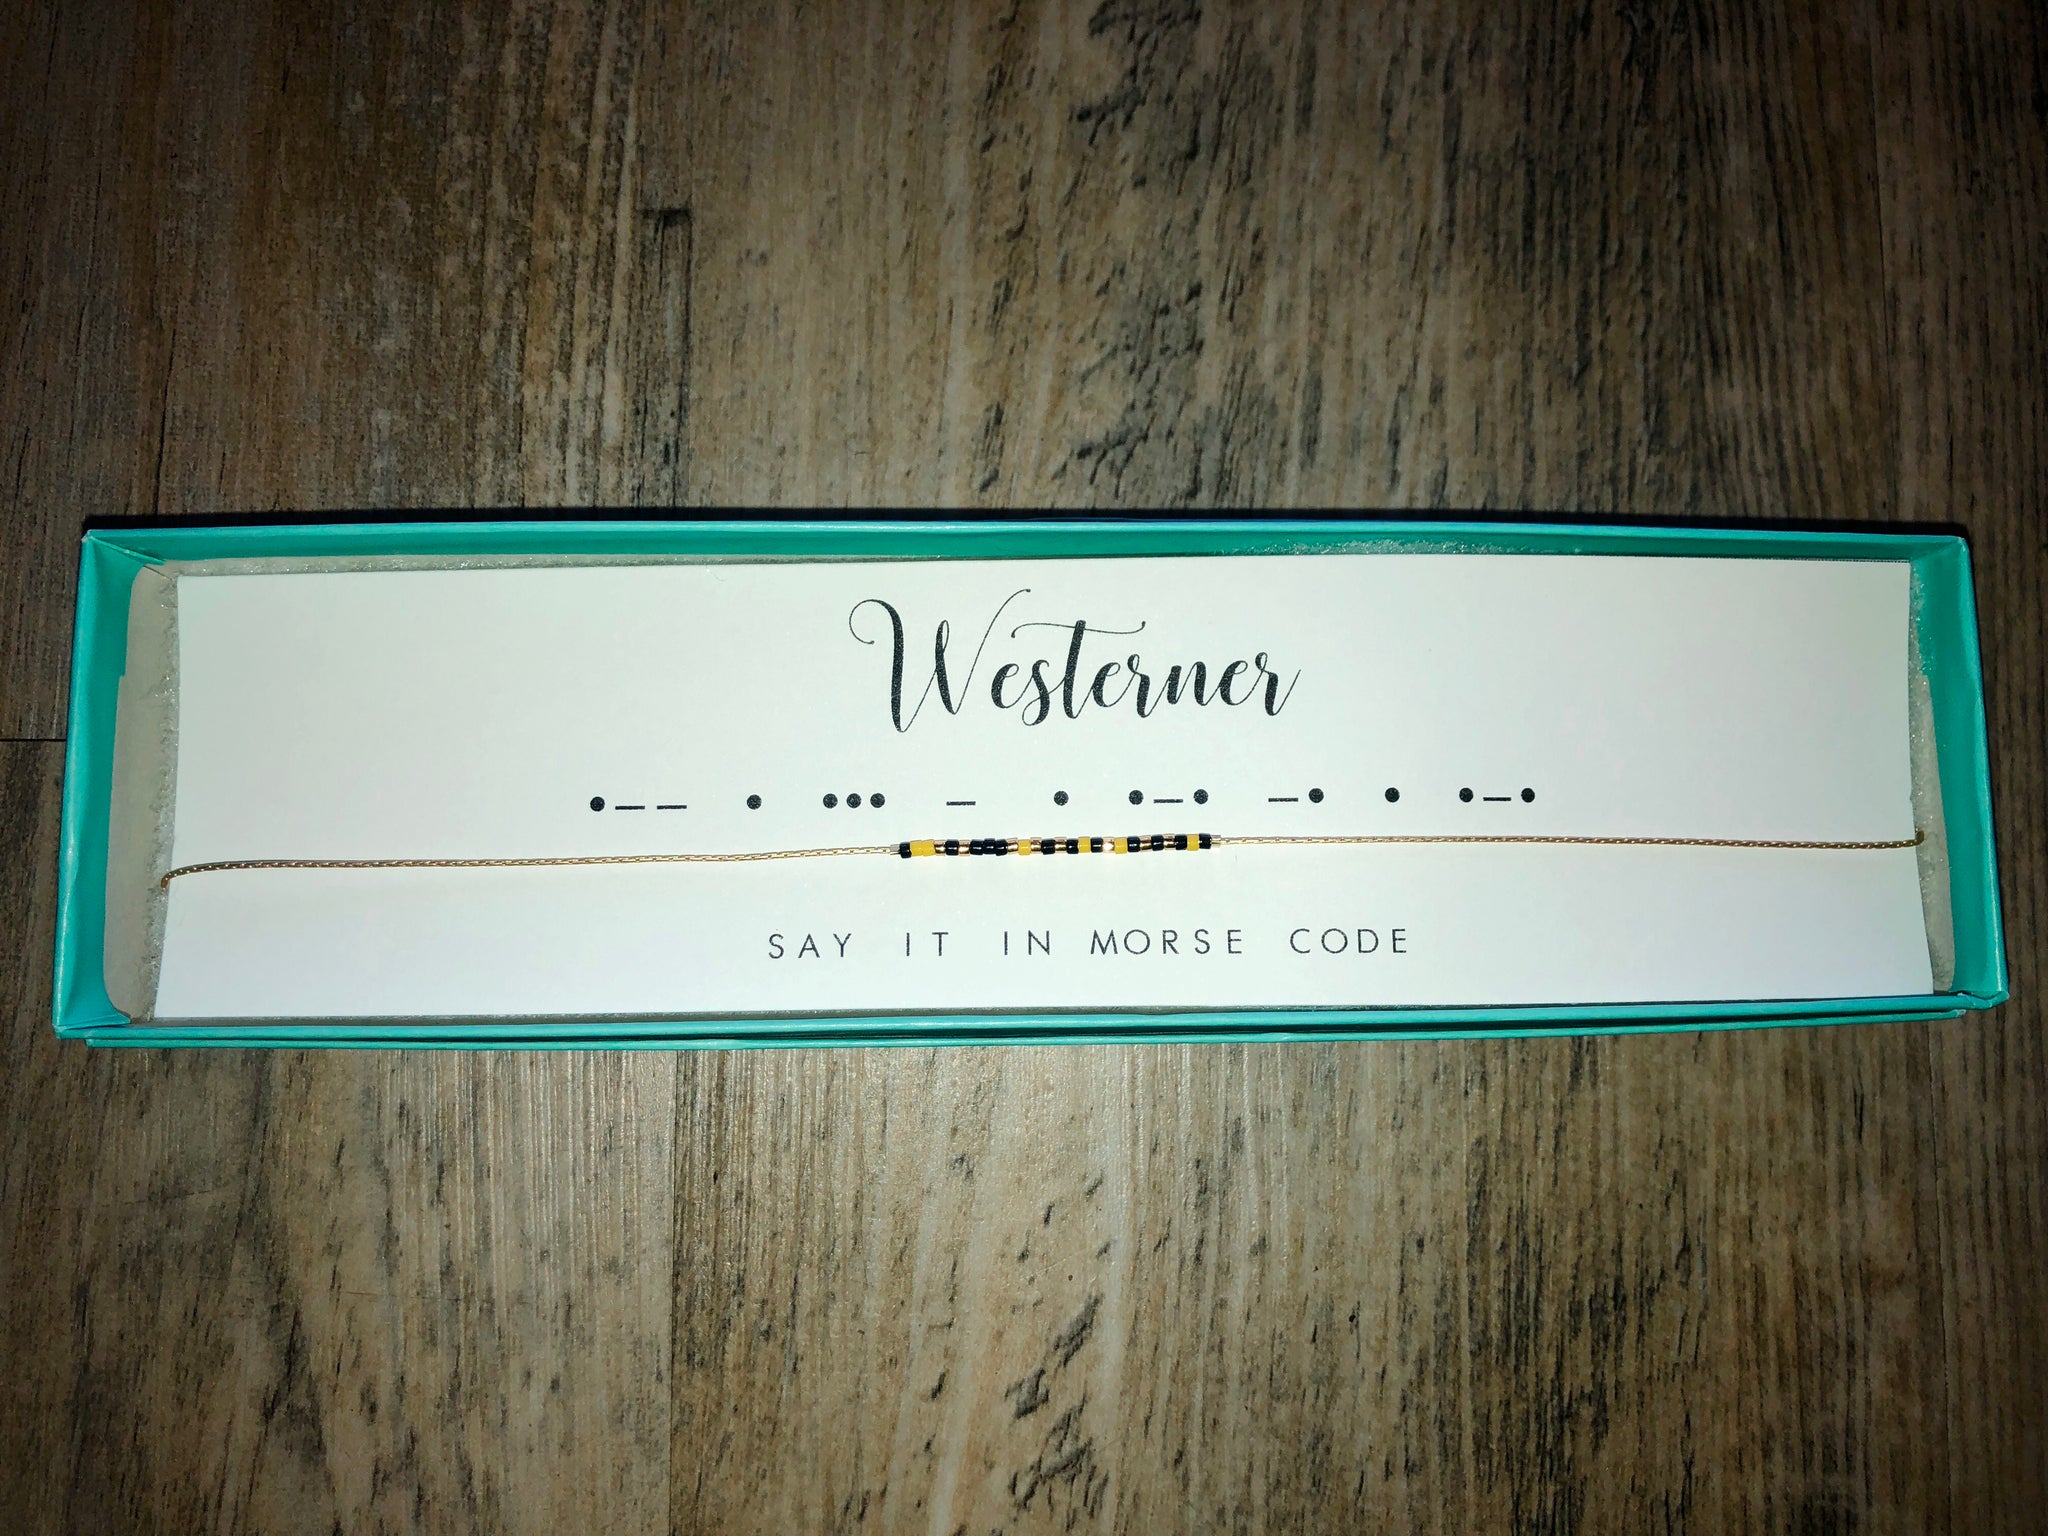 Westerner
•—— • ••• — • •—• —• • •—•
SAY IT IN MORSE CODE